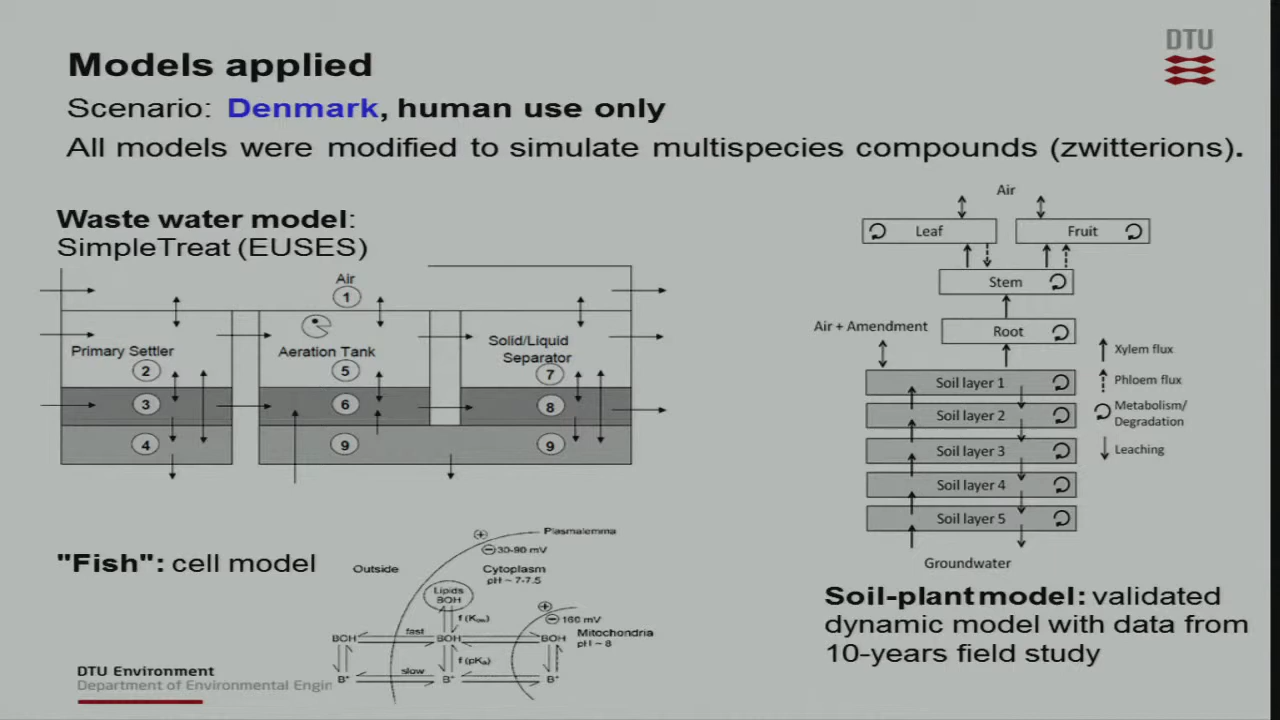 DTU
Models applied
Scenario: Denmark, human use only
All models were modified to simulate multispecies compounds (zwitterions).
Waste water model:
SimpleTreat (EUSES)
Air
1
Primary Settler
Aeration Tank
Solid/Liquid
Separator
2
5
7
3
6
8
4
9
9
Air
Leaf
Fruit
Stem
Air + Amendment
Root
Soil layer 1
Soil layer 2
Soil layer 3
Soil layer 4
Soil layer 5
Groundwater
Xylem flux
Phloem flux
Metabolism/
Degradation
Leaching
"Fish": cell model
Plasmalemma
+
− 30-90 mV
Outside
Cytoplasm
pH ~ 7-7.5
Lipids
BOH
f (Kow)
+
− 160 mV
Mitochondria
pH ~ 8
BOH
fast
BOH
BOH
f (pKa)
slow
B+
B+
B+
Soil-plant model: validated
dynamic model with data from
10-years field study
DTU Environment
Department of Environmental Engin